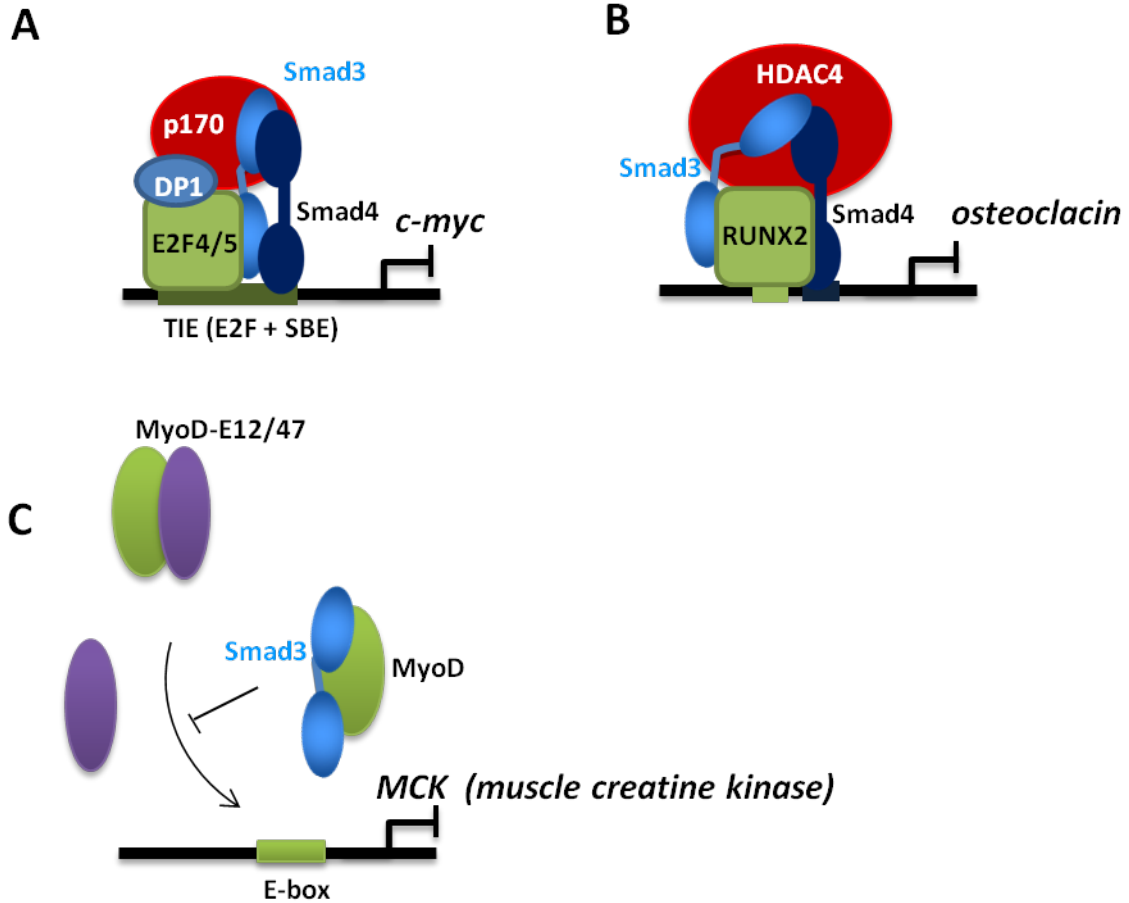 A
B
Smad3
HDAC4
p170
Smad3
DP1
Smad4
c-myc
Smad4
osteoclacin
E2F4/5
RUNX2
TIE (E2F + SBE)
MyoD-E12/47
C
Smad3
MyoD
MCK (muscle creatine kinase)
E-box